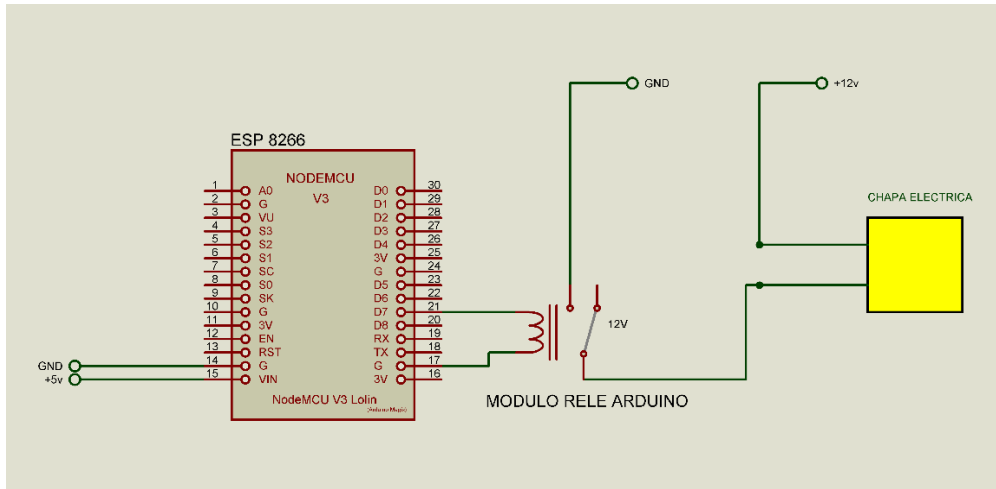 GND
+12v
ESP 8266
NODEMCU
V3
CHAPA ELECTRICA
1 A0 D0 30
2 G D1 29
3 VU D2 28
4 S3 D3 27
5 S2 D4 26
6 S1 3V 25
7 SC G 24
8 S0 D5 23
9 SK D6 22
10 G D7 21
11 3V D8 20
12 EN RX 19
13 RST TX 18
14 G G 17
15 VIN 3V 16
12V
GND
+5v
NodeMCU V3 Lolin
MODULO RELE ARDUINO